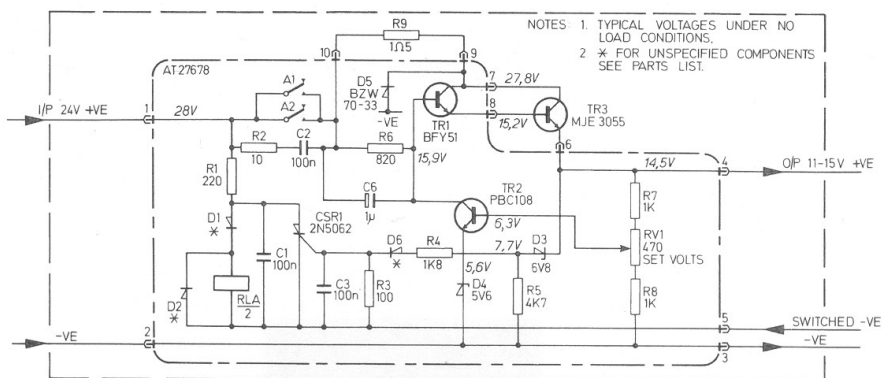 NOTES 1. TYPICAL VOLTAGES UNDER NO
LOAD CONDITIONS.
2 * FOR UNSPECIFIED COMPONENTS
SEE PARTS LIST.
R9
1Ω5
10
9
AT 27678
A1
A2
D5
BZW
70-33
-VE
7
27,8V
8
15,2V
TR3
MJE 3055
TR1
BFY51
6
I/P 24V +VE
1
28V
R2
10
C2
100n
R6
820
15,9V
14,5V
4
O/P 11-15V +VE
R1
220
C6
1µ
TR2
PBC108
6,3V
R7
1K
RV1
470
SET VOLTS
D1
*
CSR1
2N5062
C1
100n
D6
*
R4
1K8
7,7V
D3
6V8
5,6V
D4
5V6
R5
4K7
R8
1K
D2
*
RLA
2
C3
100n
R3
100
5
SWITCHED -VE
-VE
2
-VE
3